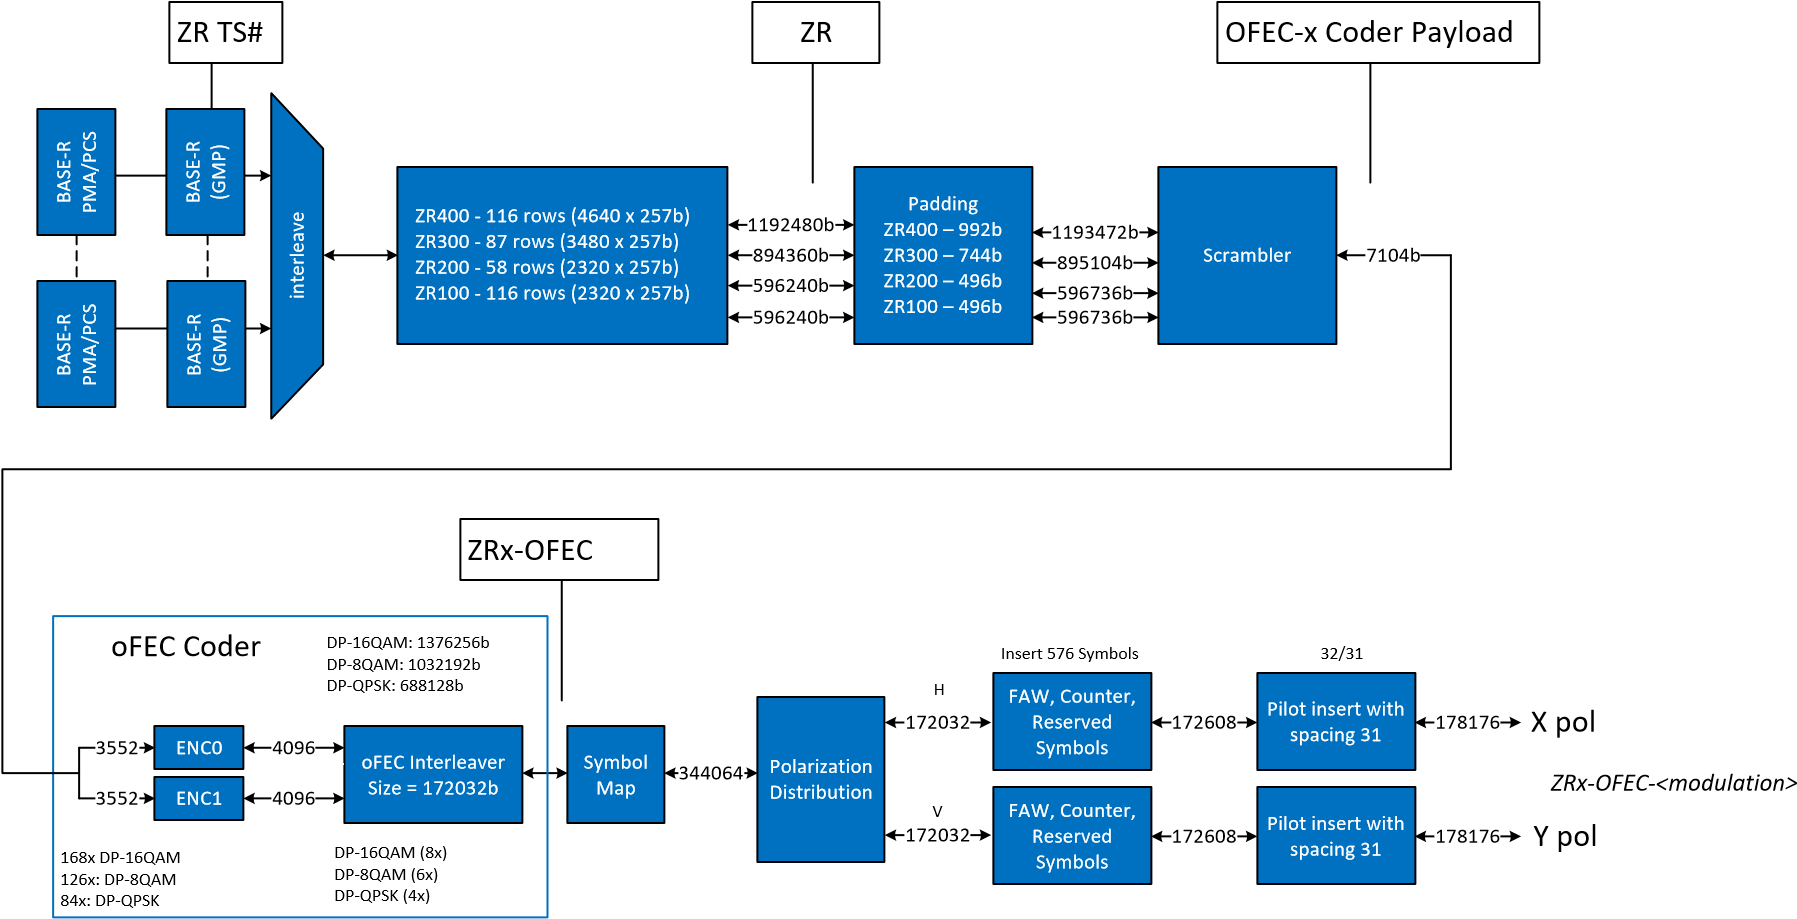 ZR TS#
ZR
OFEC-x Coder Payload
BASE-R
PMA/PCS
BASE-R
(GMP)
BASE-R
PMA/PCS
BASE-R
(GMP)
interleave
ZR400 - 116 rows (4640 x 257b)
ZR300 - 87 rows (3480 x 257b)
ZR200 - 58 rows (2320 x 257b)
ZR100 - 116 rows (2320 x 257b)
1192480b
894360b
596240b
596240b
Padding
ZR400 – 992b
ZR300 – 744b
ZR200 – 496b
ZR100 – 496b
1193472b
895104b
596736b
596736b
Scrambler
7104b
ZRx-OFEC
oFEC Coder
DP-16QAM: 1376256b
DP-8QAM: 1032192b
DP-QPSK: 688128b
3552
ENC0
4096
3552
ENC1
4096
oFEC Interleaver
Size = 172032b
168x DP-16QAM
126x: DP-8QAM
84x: DP-QPSK
DP-16QAM (8x)
DP-8QAM (6x)
DP-QPSK (4x)
Symbol
Map
344064
Polarization
Distribution
H
172032
V
172032
Insert 576 Symbols
FAW, Counter,
Reserved
Symbols
172608
FAW, Counter,
Reserved
Symbols
172608
32/31
Pilot insert with
spacing 31
178176
X pol
Pilot insert with
spacing 31
178176
Y pol
ZRx-OFEC-<modulation>